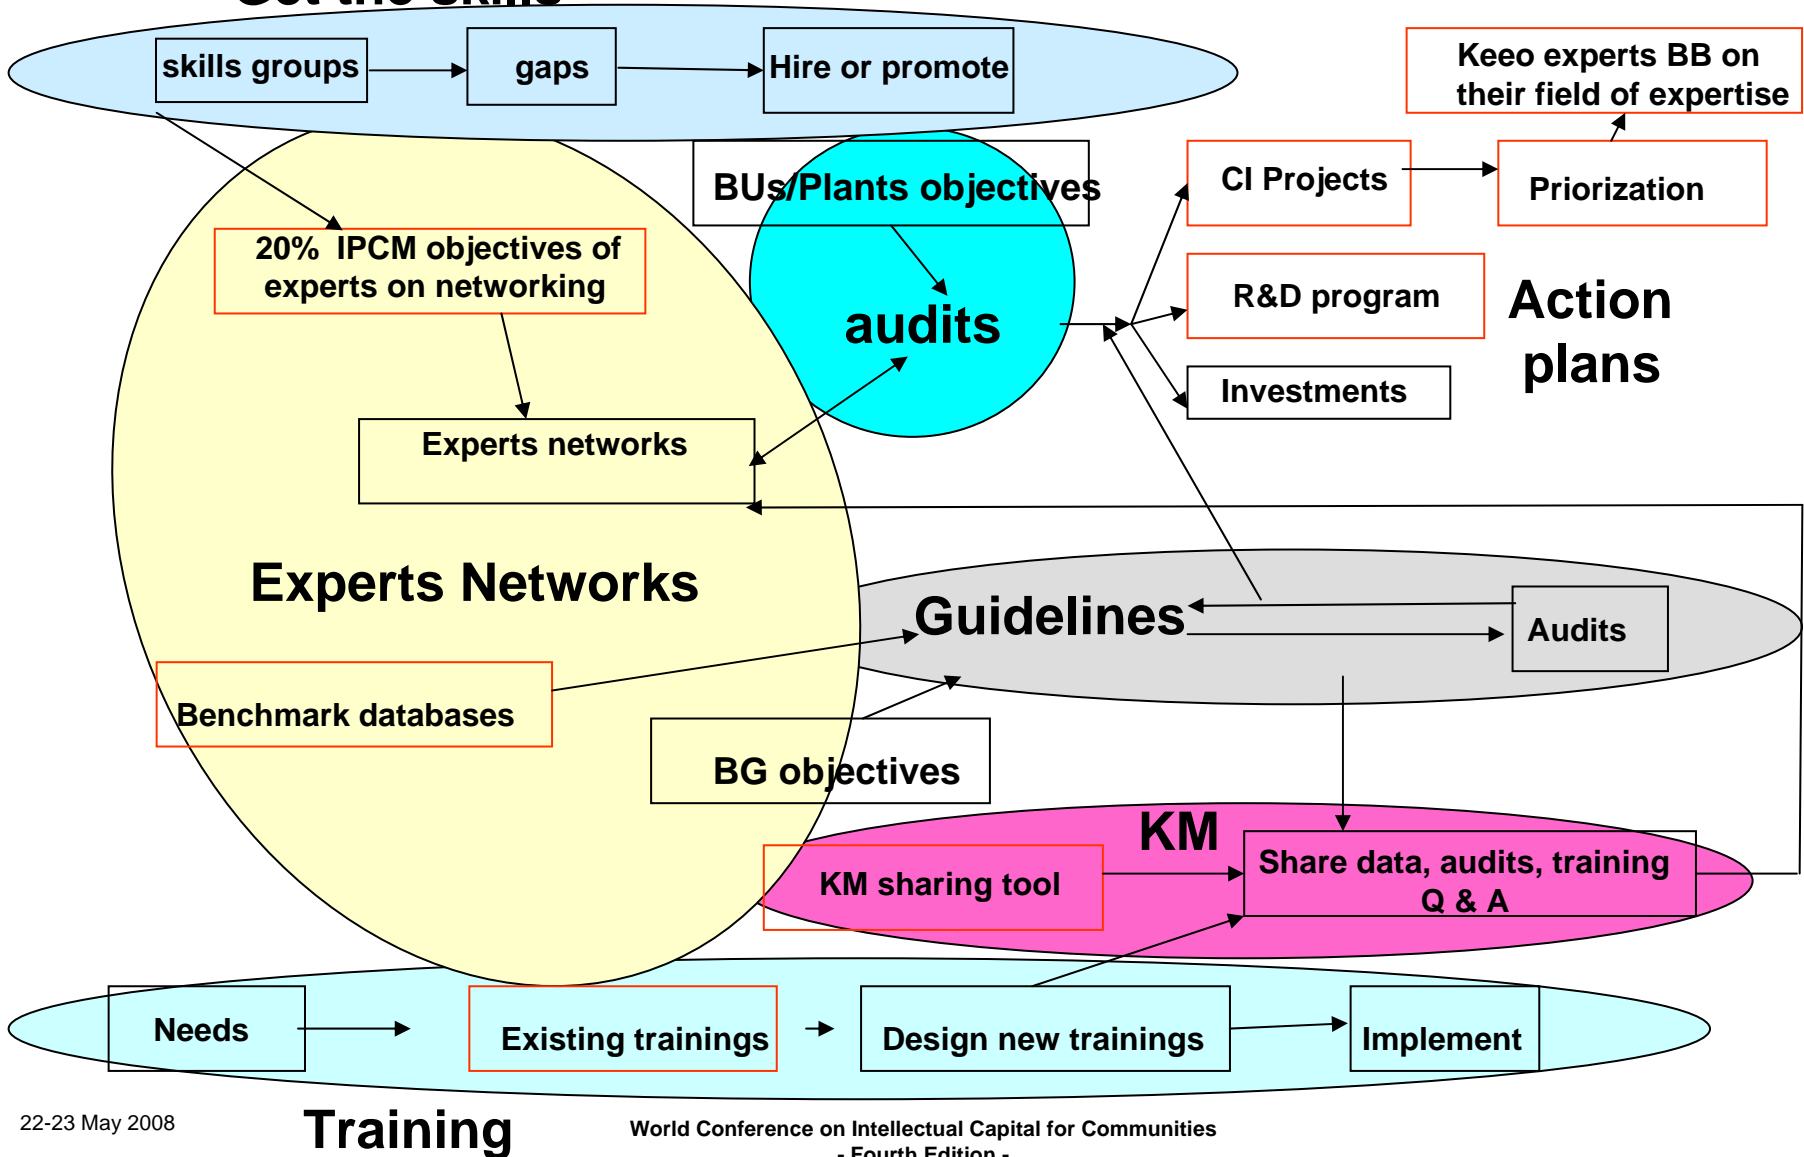 Get the skills
skills groups
gaps
Hire or promote
Keeo experts BB on
their field of expertise
BUs/Plants objectives
CI Projects
Priorization
20% IPCM objectives of
experts on networking
R&D program
Action
plans
audits
Investments
Experts networks
Experts Networks
Guidelines
Audits
Benchmark databases
BG objectives
KM
KM sharing tool
Share data, audits, training
Q & A
Needs
Existing trainings
Design new trainings
Implement
22-23 May 2008
Training
World Conference on Intellectual Capital for Communities
- Fourth Edition -